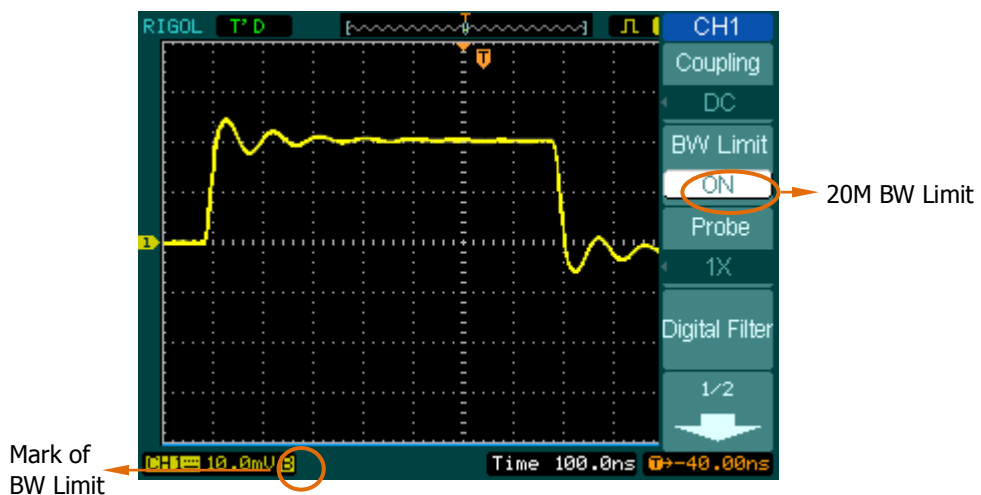 RIGOL T'D CH1
T
Coupling
DC
BW Limit
ON
20M BW Limit
Probe
1
1X
Digital Filter
1/2
Mark of
BW Limit
CH1 10.0mV B Time 100.0ns T→-40.00ns